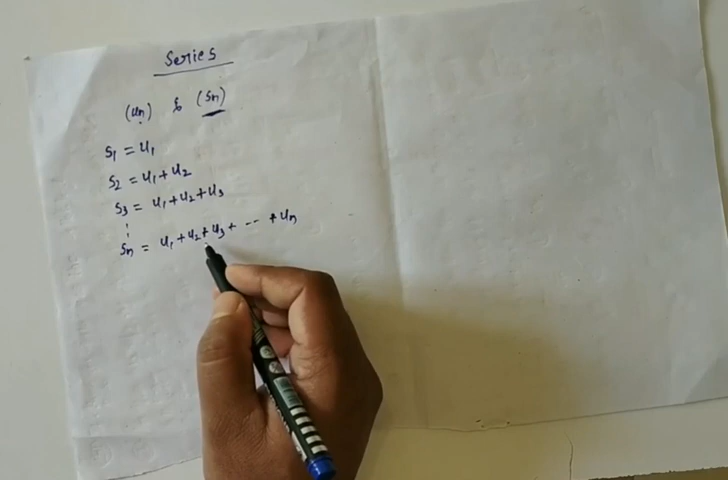 Series
(un) & (Sn)
S1 = u1
S2 = u1 + u2
S3 = u1 + u2 + u3
⋮
Sn = u1 + u2 + u3 + --- + un